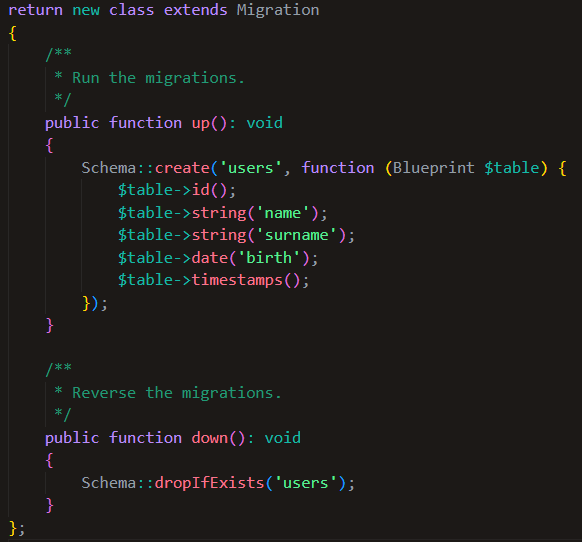 return new class extends Migration
{
    /**
     * Run the migrations.
     */
    public function up(): void
    {
        Schema::create('users', function (Blueprint $table) {
            $table->id();
            $table->string('name');
            $table->string('surname');
            $table->date('birth');
            $table->timestamps();
        });
    }

    /**
     * Reverse the migrations.
     */
    public function down(): void
    {
        Schema::dropIfExists('users');
    }
};